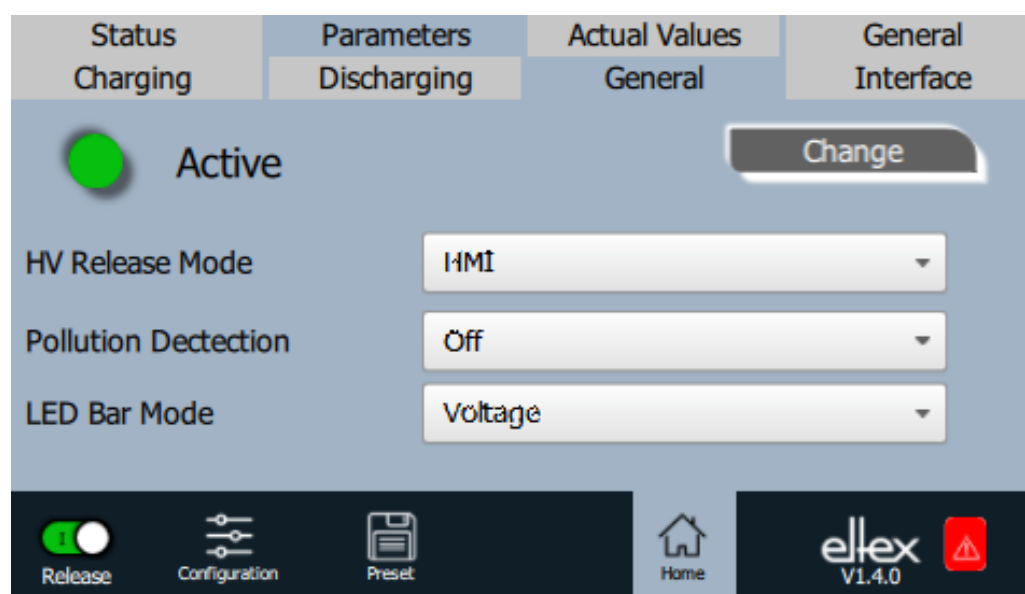 Status Parameters Actual Values General
Charging Discharging General Interface
Active Change
HV Release Mode HMI
Pollution Dectection Off
LED Bar Mode Voltage
I
Release Configuration Preset Home eltex
V1.4.0